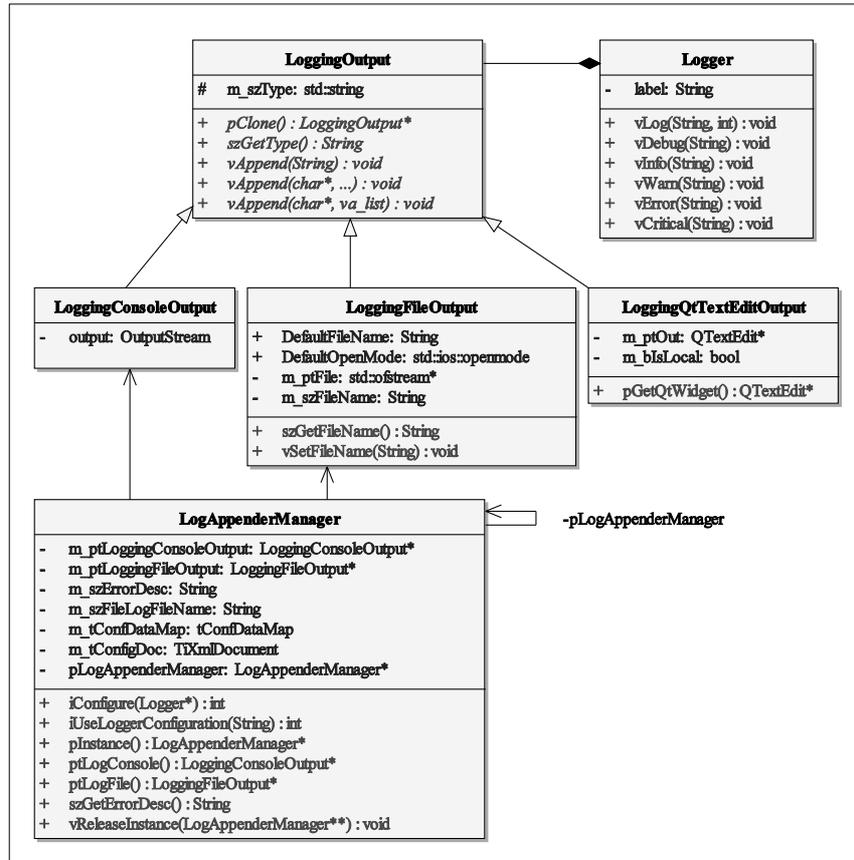 LoggingOutput
# m_szType: std::string
+ pClone() : LoggingOutput*
+ szGetType() : String
+ vAppend(String) : void
+ vAppend(char*, ...) : void
+ vAppend(char*, va_list) : void
Logger
- label: String
+ vLog(String, int) : void
+ vDebug(String) : void
+ vInfo(String) : void
+ vWarn(String) : void
+ vError(String) : void
+ vCritical(String) : void
LoggingConsoleOutput
- output: OutputStream
LoggingFileOutput
+ DefaultFileName: String
+ DefaultOpenMode: std::ios::openmode
- m_ptFile: std::ofstream*
- m_szFileName: String
+ szGetFileName() : String
+ vSetFileName(String) : void
LoggingQtTextEditOutput
- m_ptOut: QTextEdit*
- m_bIsLocal: bool
+ pGetQtWidget() : QTextEdit*
LogAppenderManager
- m_ptLoggingConsoleOutput: LoggingConsoleOutput*
- m_ptLoggingFileOutput: LoggingFileOutput*
- m_szErrorDesc: String
- m_szFileLogFileName: String
- m_tConfDataMap: tConfDataMap
- m_tConfigDoc: TiXmlDocument
- pLogAppenderManager: LogAppenderManager*
+ iConfigure(Logger*) : int
+ iUseLoggerConfiguration(String) : int
+ pInstance() : LogAppenderManager*
+ ptLogConsole() : LoggingConsoleOutput*
+ ptLogFile() : LoggingFileOutput*
+ szGetErrorDesc() : String
+ vReleaseInstance(LogAppenderManager**) : void
-pLogAppenderManager